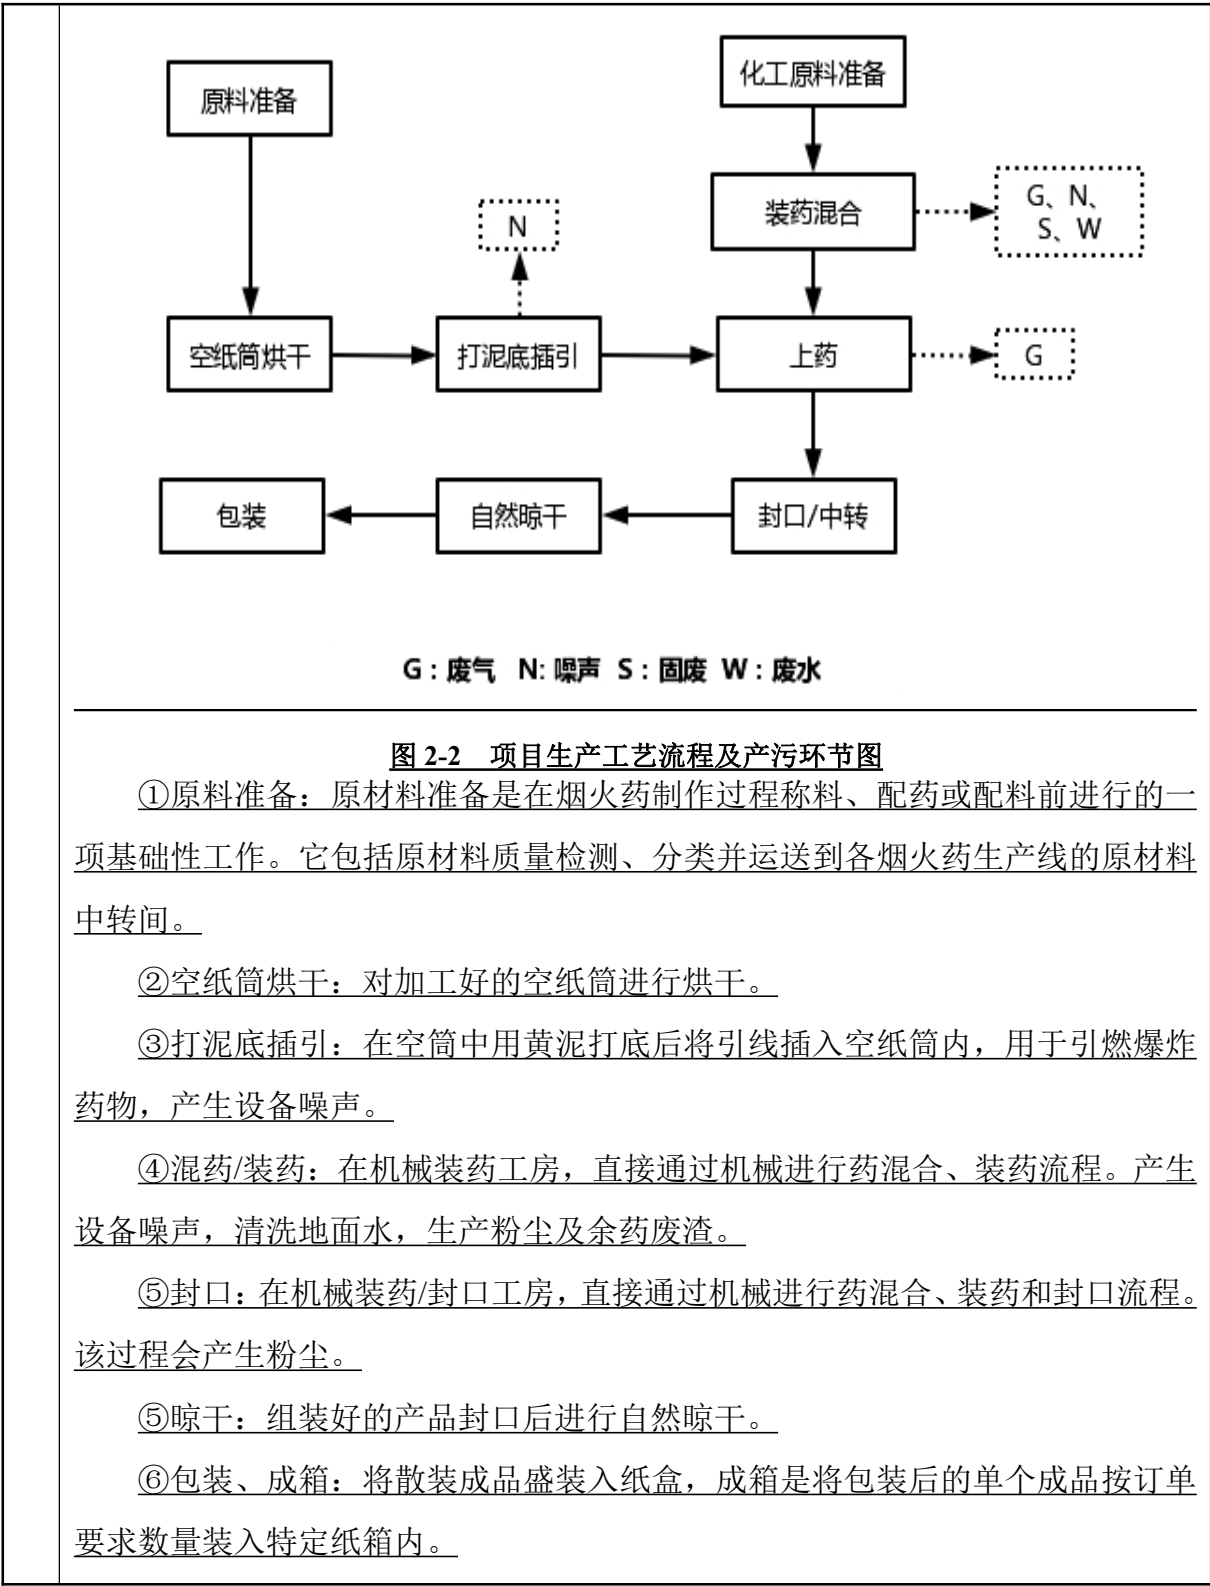 化工原料准备
原料准备
装药混合
G、N、
S、W
N
空纸筒烘干
打泥底插引
上药
G
包装
自然晾干
封口/中转
G：废气 N: 噪声 S：固废 W：废水
图 2-2 项目生产工艺流程及产污环节图
①原料准备：原材料准备是在烟火药制作过程称料、配药或配料前进行的一
项基础性工作。它包括原材料质量检测、分类并运送到各烟火药生产线的原材料
中转间。
②空纸筒烘干：对加工好的空纸筒进行烘干。
③打泥底插引：在空筒中用黄泥打底后将引线插入空纸筒内，用于引燃爆炸
药物，产生设备噪声。
④混药/装药：在机械装药工房，直接通过机械进行药混合、装药流程。产生
设备噪声，清洗地面水，生产粉尘及余药废渣。
⑤封口：在机械装药/封口工房，直接通过机械进行药混合、装药和封口流程。
该过程会产生粉尘。
⑤晾干：组装好的产品封口后进行自然晾干。
⑥包装、成箱：将散装成品盛装入纸盒，成箱是将包装后的单个成品按订单
要求数量装入特定纸箱内。